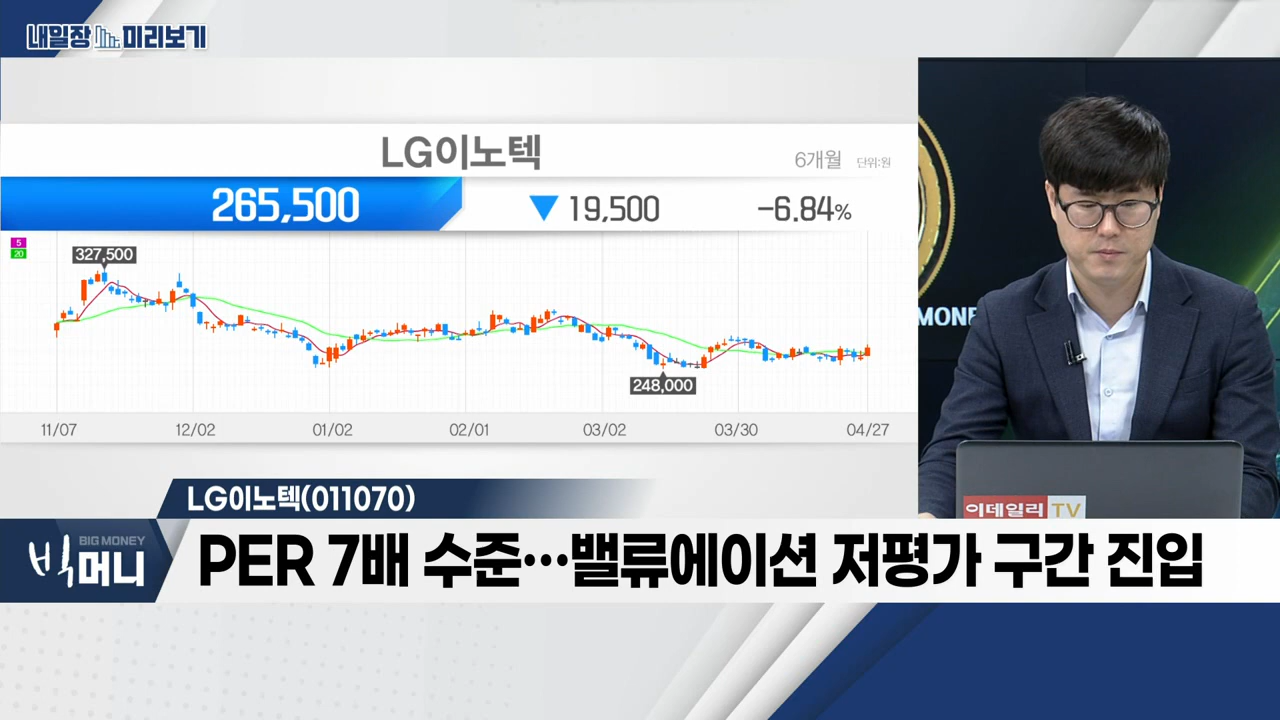 내일장 미리보기
LG이노텍
6개월 단위:원
265,500 ▼ 19,500 -6.84%
5
20
327,500
248,000
11/07 12/02 01/02 02/01 03/02 03/30 04/27
MONE
이데일리 TV
LG이노텍(011070)
BIG MONEY
빅머니
PER 7배 수준…밸류에이션 저평가 구간 진입